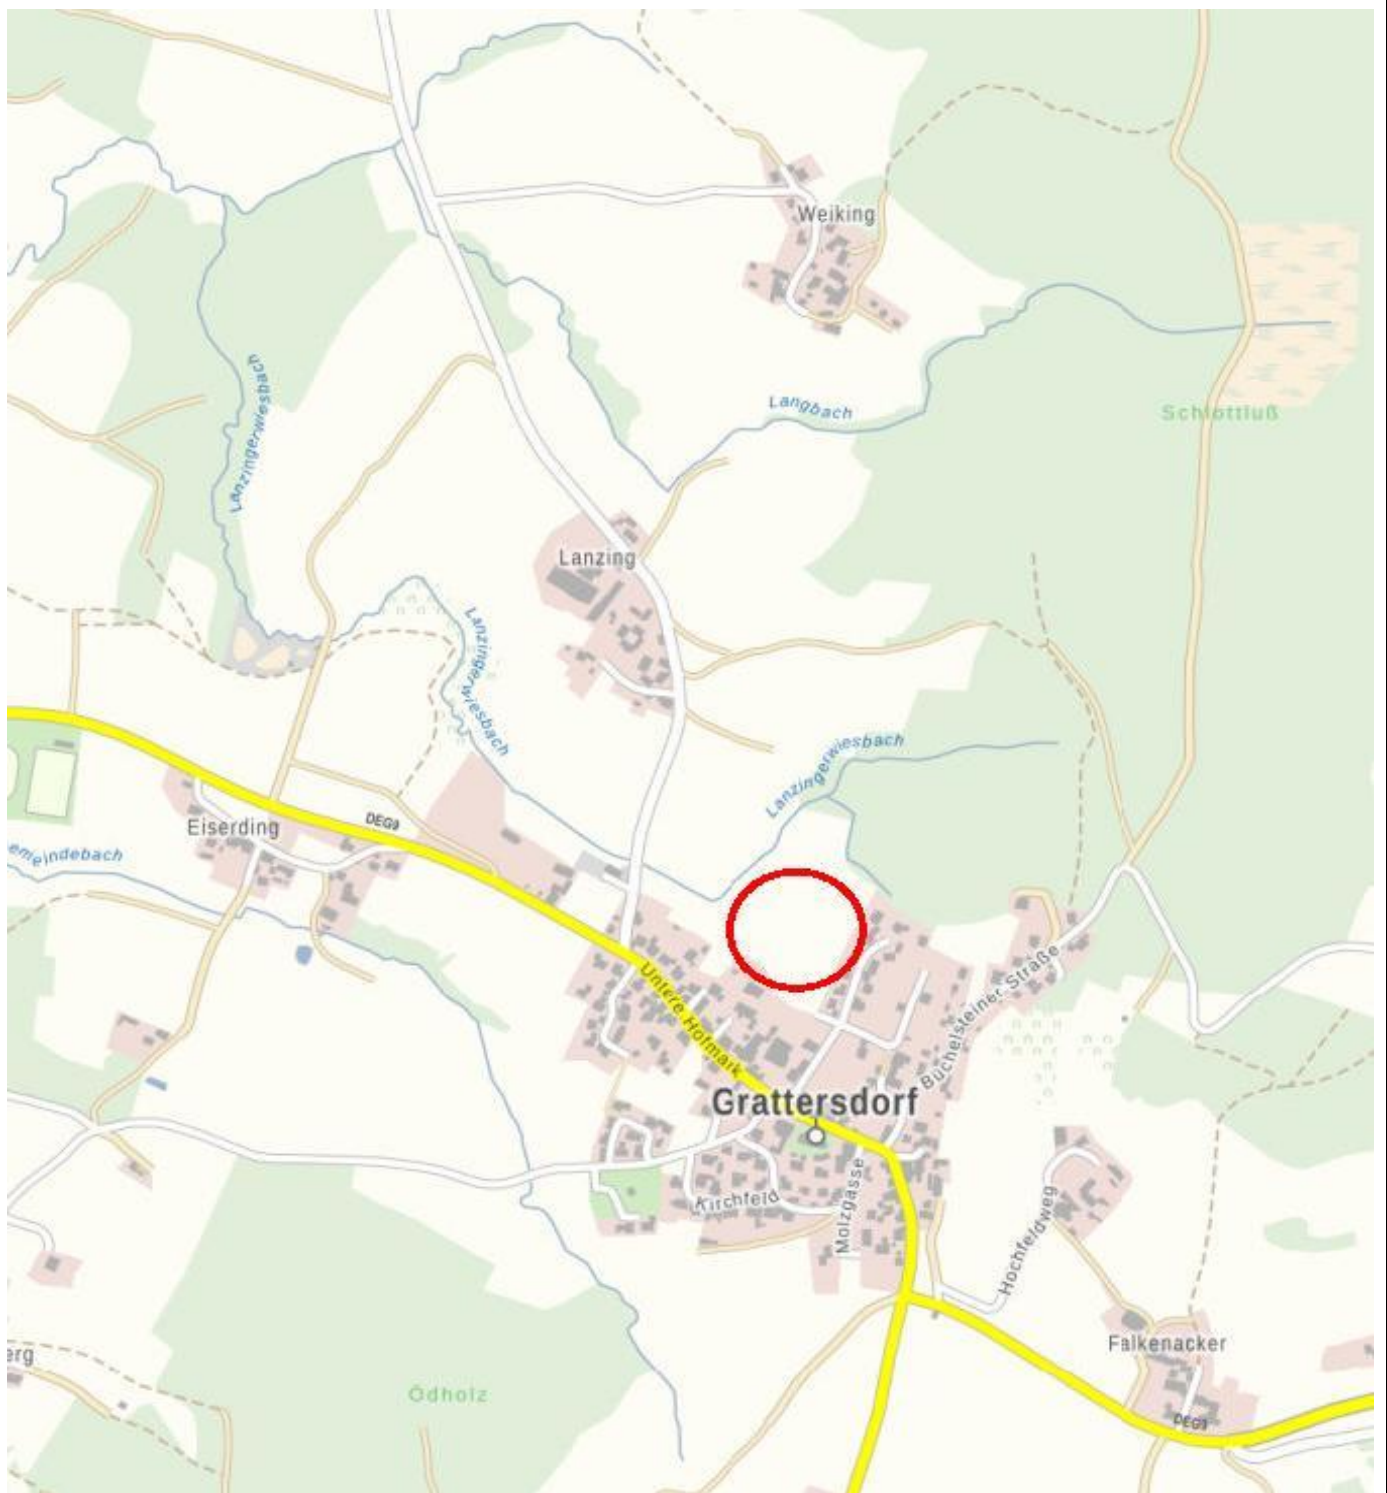 Weiking
Langbach
Schlottluß
Lanzingerwiesbach
Lanzing
Lanzingerwiesbach
Lanzingerwiesbach
DEG9
Eiserding
emeindebach
Untere Hofmark
Büchelsteiner Straße
Grattersdorf
Kirchfeld
Molzgasse
Hochfeldweg
Falkenacker
erg
Ödholz
DEG9